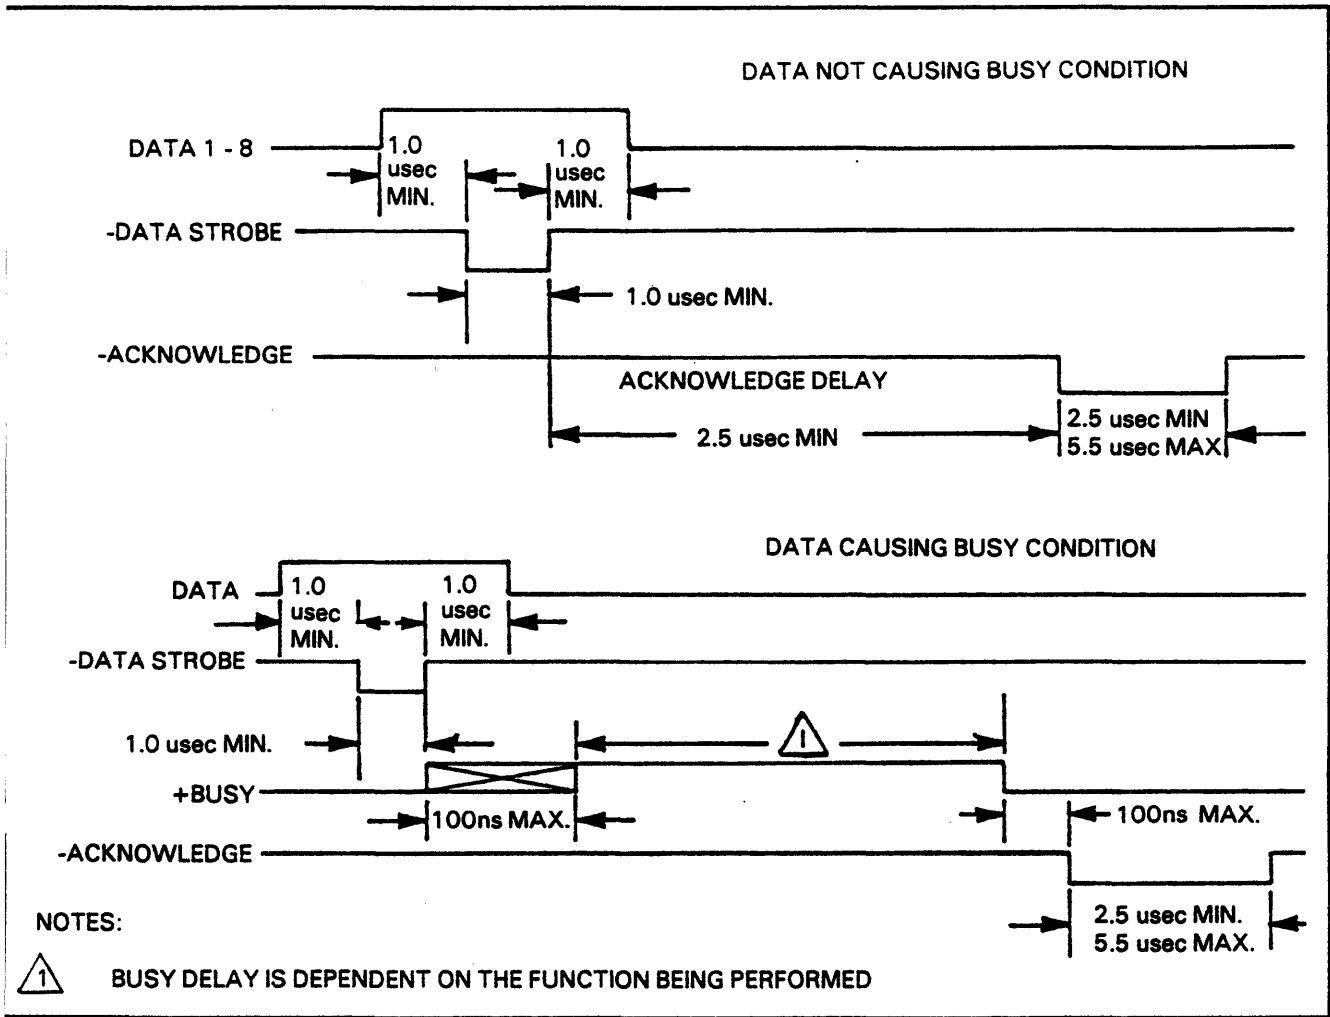 DATA NOT CAUSING BUSY CONDITION
DATA 1 - 8
1.0
usec
MIN.
1.0
usec
MIN.
-DATA STROBE
1.0 usec MIN.
-ACKNOWLEDGE
ACKNOWLEDGE DELAY
2.5 usec MIN
2.5 usec MIN
5.5 usec MAX
DATA CAUSING BUSY CONDITION
DATA
1.0
usec
MIN.
1.0
usec
MIN.
-DATA STROBE
1.0 usec MIN.
1
+BUSY
100ns MAX.
100ns MAX.
-ACKNOWLEDGE
2.5 usec MIN.
5.5 usec MAX.
NOTES:
1 BUSY DELAY IS DEPENDENT ON THE FUNCTION BEING PERFORMED